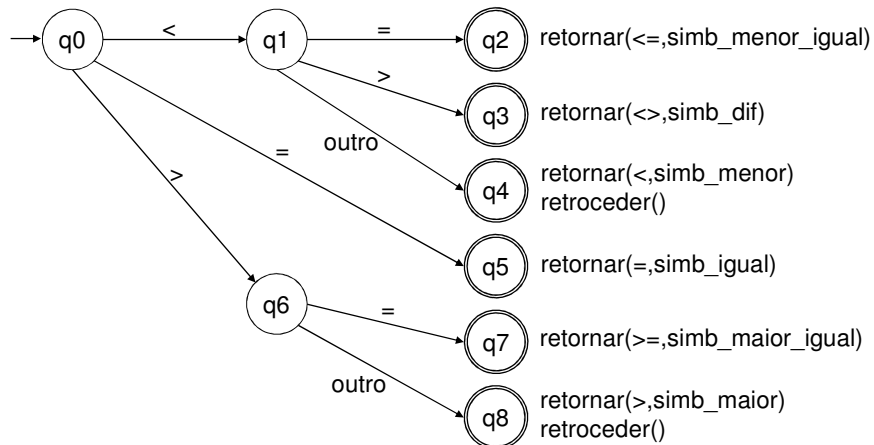 q0
<
q1
=
q2
retornar(<=,simb_menor_igual)
>
q3
retornar(<>,simb_dif)
outro
q4
retornar(<,simb_menor)
retroceder()
=
q5
retornar(=,simb_igual)
>
q6
=
q7
retornar(>=,simb_maior_igual)
outro
q8
retornar(>,simb_maior)
retroceder()